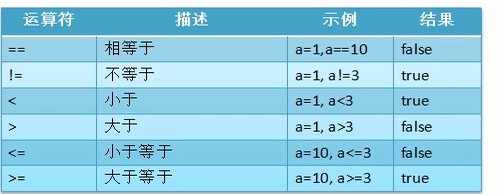 运算符 描述 示例 结果
== 相等于 a=1,a==10 false
!= 不等于 a=1, a!=3 true
< 小于 a=1, a<3 true
> 大于 a=1, a>3 false
<= 小于等于 a=10, a<=3 false
>= 大于等于 a=10, a>=3 true